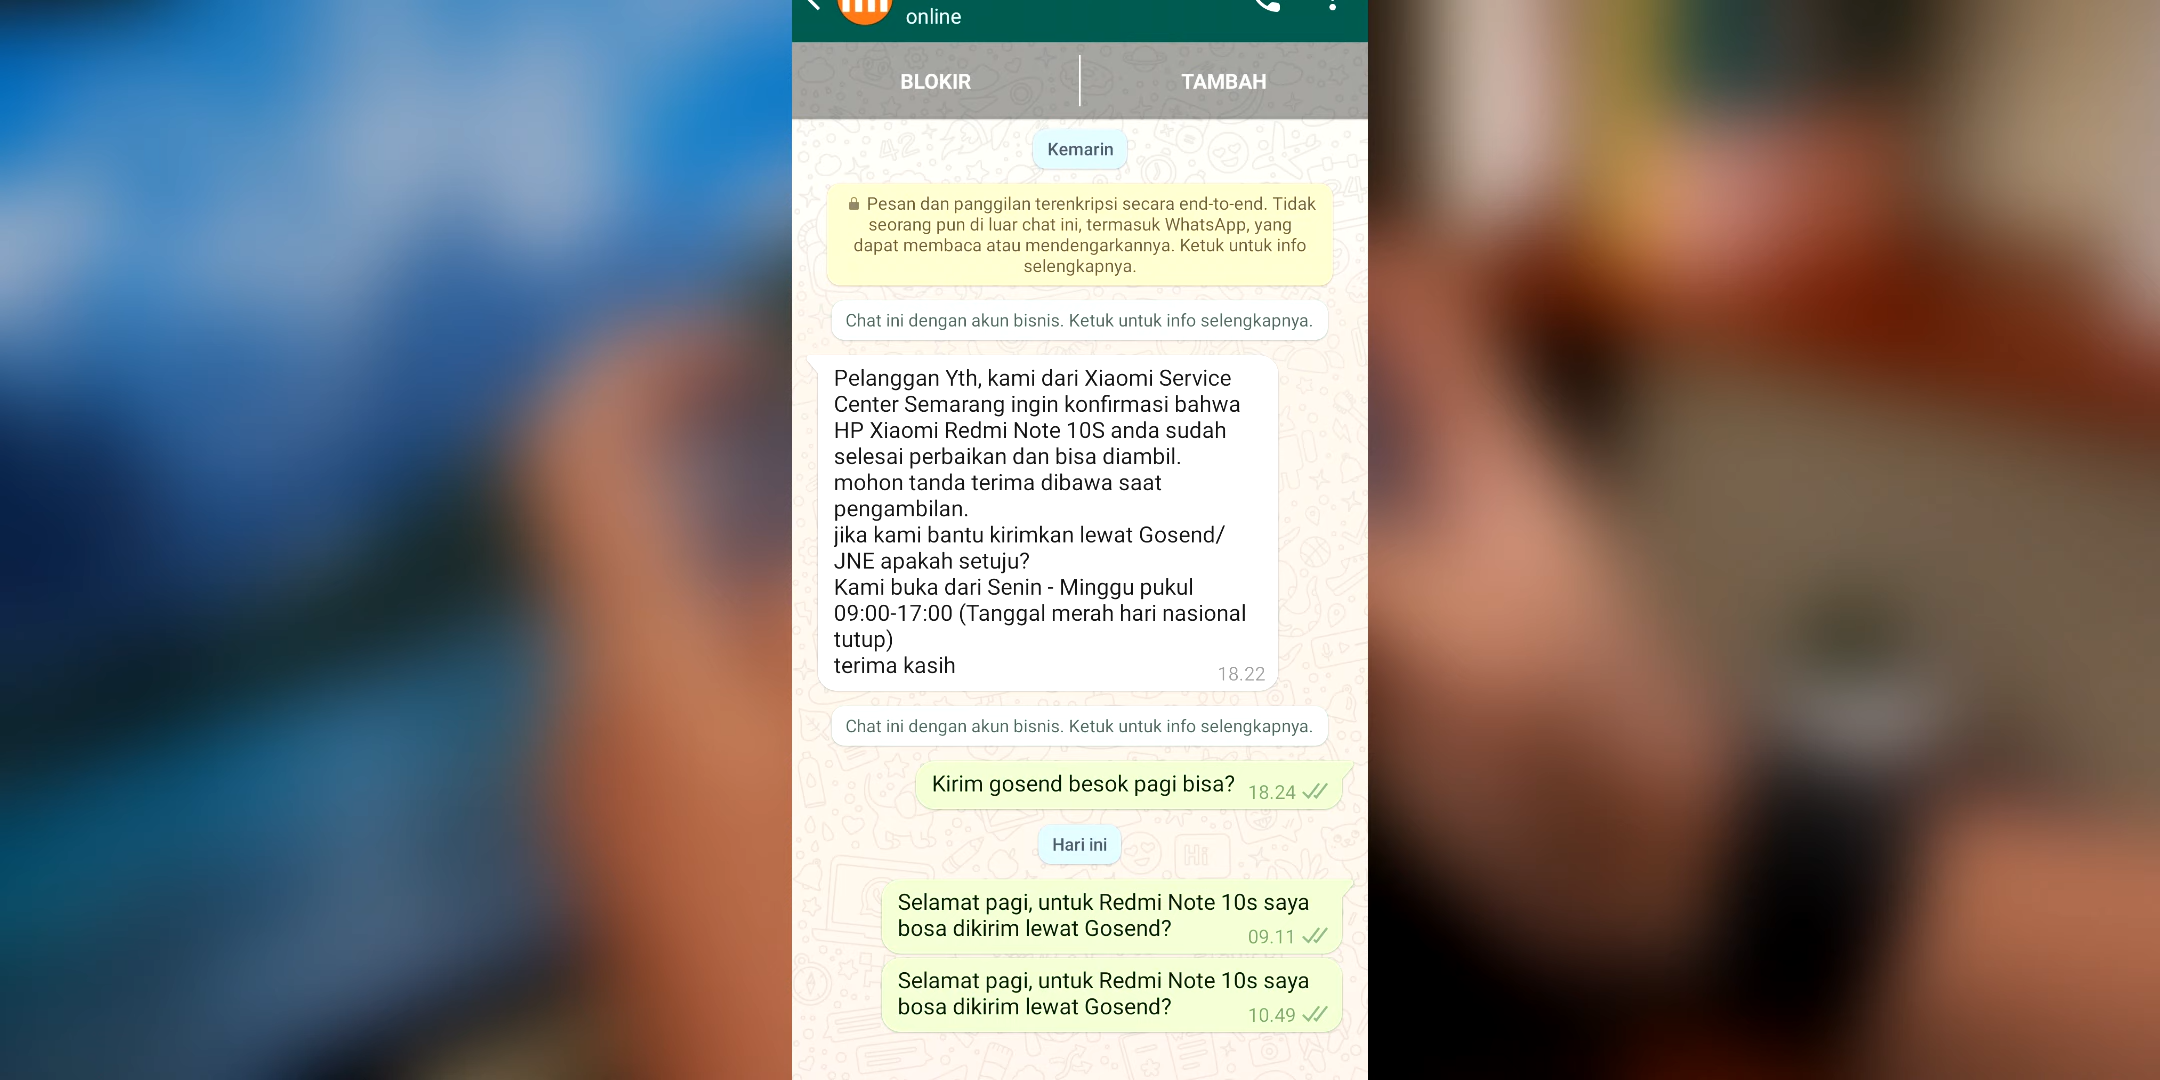 online
BLOKIR
TAMBAH
Kemarin
Pesan dan panggilan terenkripsi secara end-to-end. Tidak
seorang pun di luar chat ini, termasuk WhatsApp, yang
dapat membaca atau mendengarkannya. Ketuk untuk info
selengkapnya.
Chat ini dengan akun bisnis. Ketuk untuk info selengkapnya.
Pelanggan Yth, kami dari Xiaomi Service
Center Semarang ingin konfirmasi bahwa
HP Xiaomi Redmi Note 10S anda sudah
selesai perbaikan dan bisa diambil.
mohon tanda terima dibawa saat
pengambilan.
jika kami bantu kirimkan lewat Gosend/
JNE apakah setuju?
Kami buka dari Senin - Minggu pukul
09:00-17:00 (Tanggal merah hari nasional
tutup)
terima kasih
18.22
Chat ini dengan akun bisnis. Ketuk untuk info selengkapnya.
Kirim gosend besok pagi bisa? 18.24
Hari ini
Selamat pagi, untuk Redmi Note 10s saya
bosa dikirim lewat Gosend? 09.11
Selamat pagi, untuk Redmi Note 10s saya
bosa dikirim lewat Gosend? 10.49